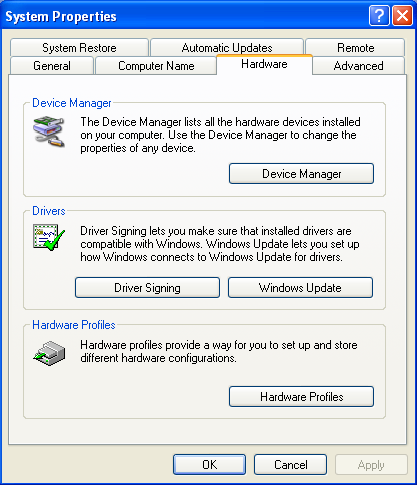 System Properties
System Restore
Automatic Updates
Remote
General
Computer Name
Hardware
Advanced
Device Manager
The Device Manager lists all the hardware devices installed
on your computer. Use the Device Manager to change the
properties of any device.
Device Manager
Drivers
Driver Signing lets you make sure that installed drivers are
compatible with Windows. Windows Update lets you set up
how Windows connects to Windows Update for drivers.
Driver Signing
Windows Update
Hardware Profiles
Hardware profiles provide a way for you to set up and store
different hardware configurations.
Hardware Profiles
OK
Cancel
Apply